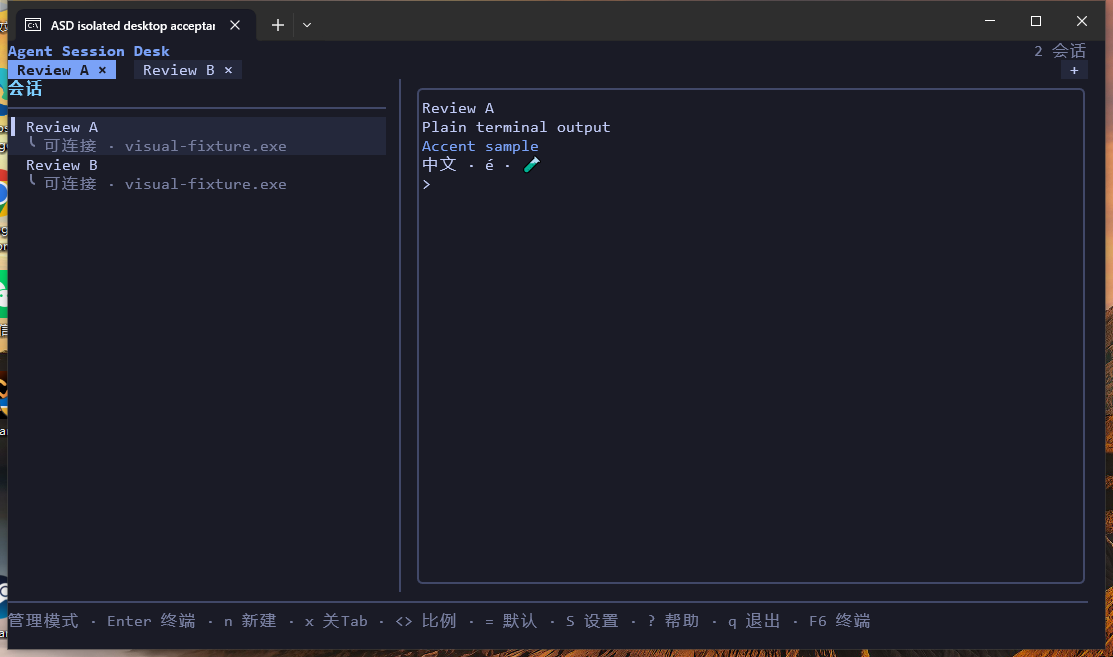 ASD isolated desktop acceptar
Agent Session Desk
2 会话
Review A ×
Review B ×
+
会话
Review A
╰ 可连接 · visual-fixture.exe
Review B
╰ 可连接 · visual-fixture.exe
Review A
Plain terminal output
Accent sample
中文 · é · 🧪
>
管理模式 · Enter 终端 · n 新建 · x 关Tab · <> 比例 · = 默认 · S 设置 · ? 帮助 · q 退出 · F6 终端